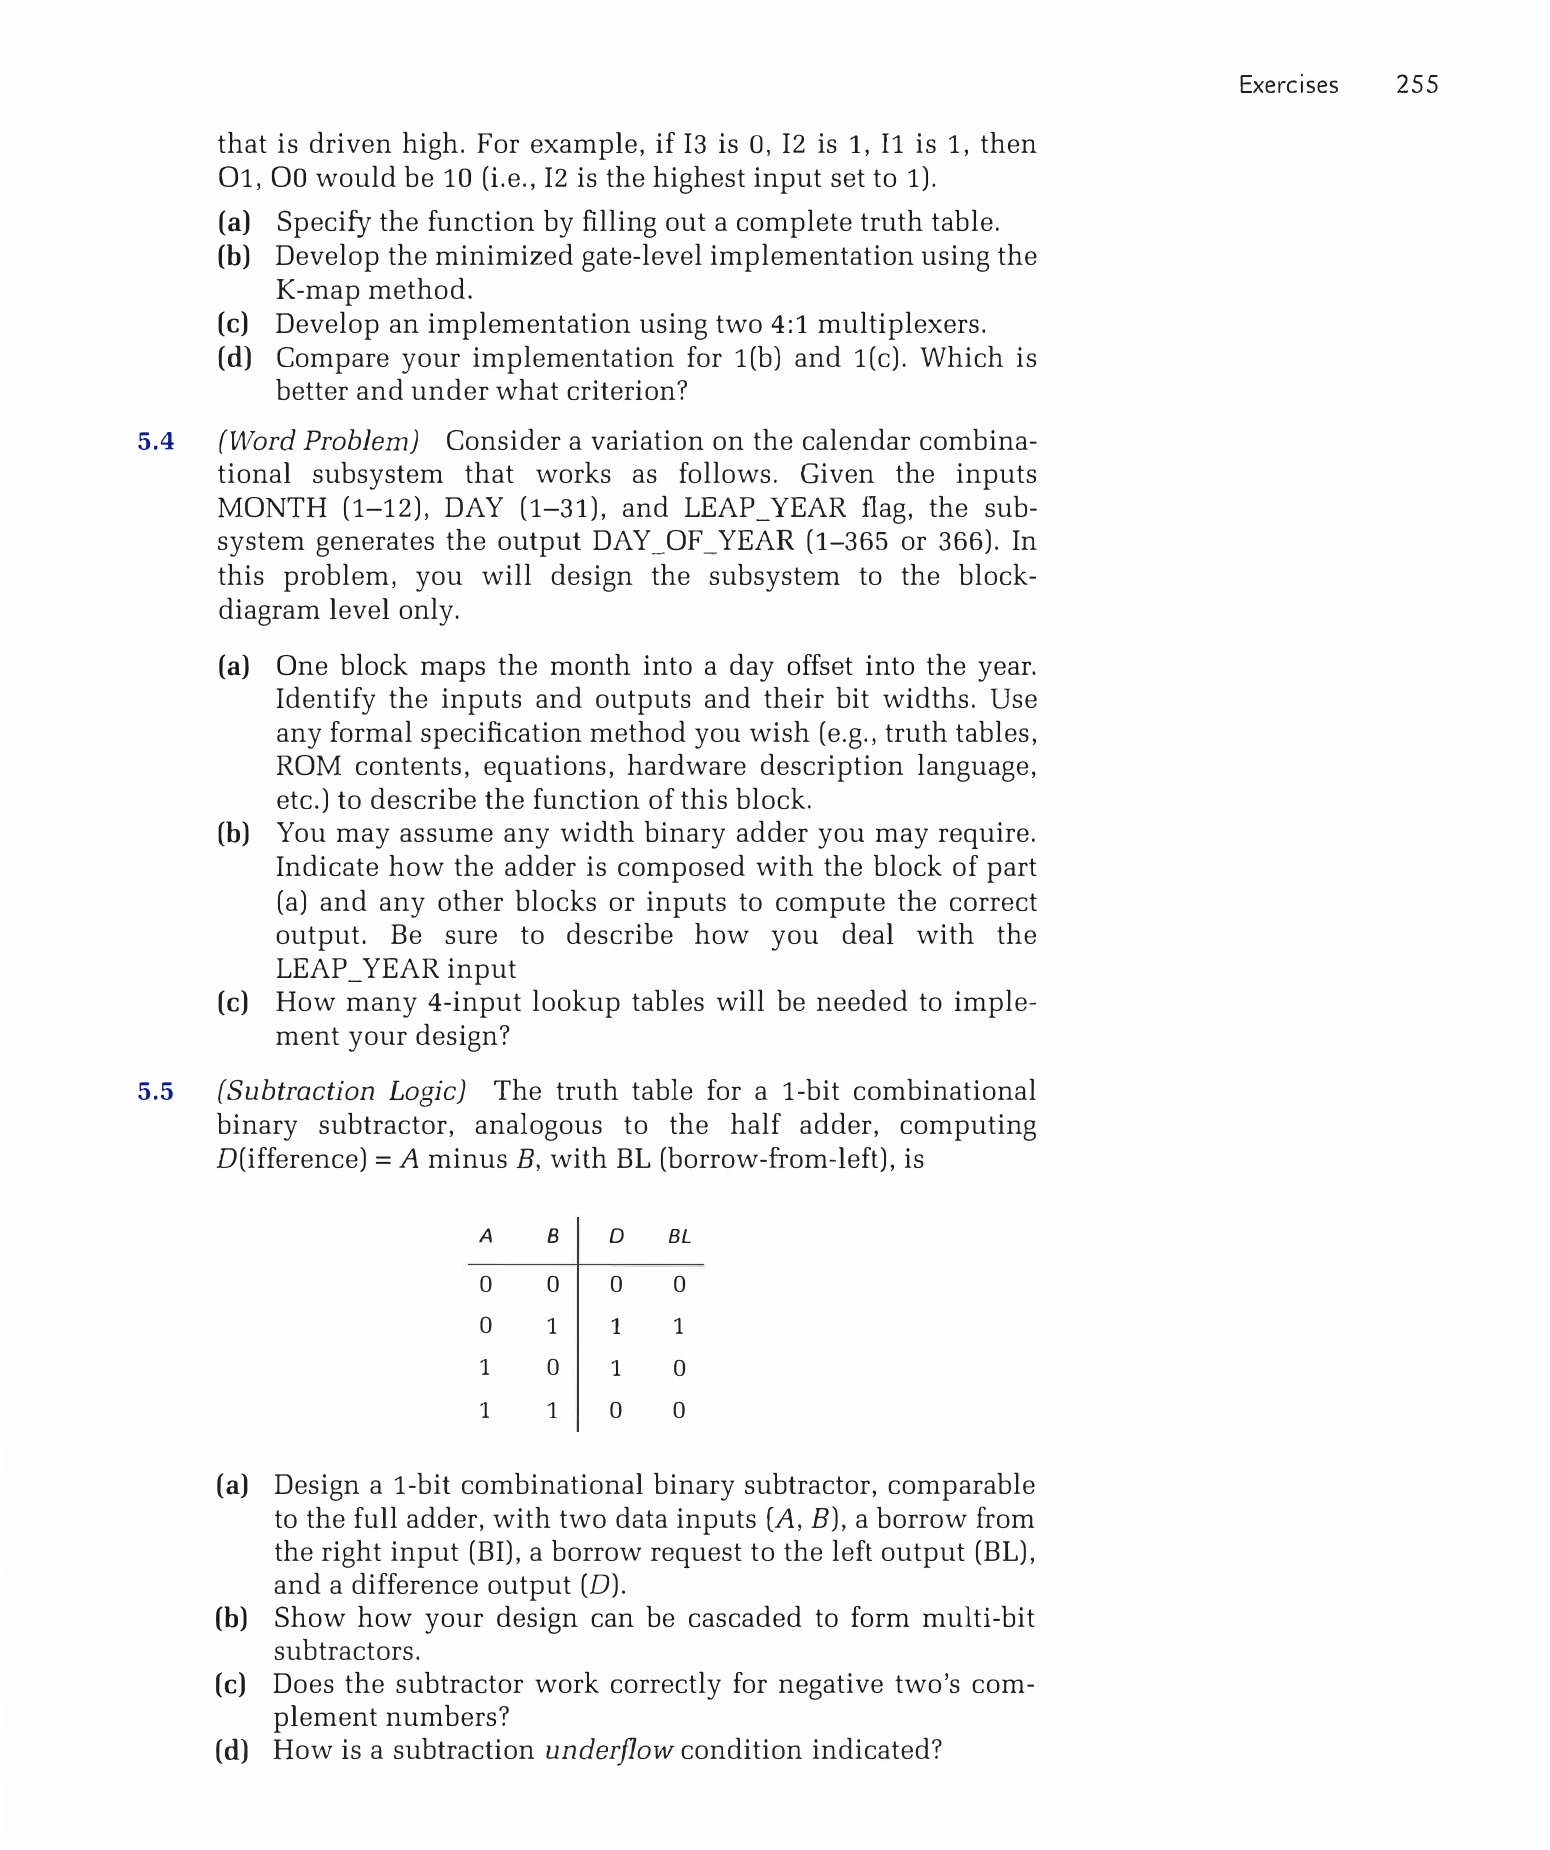 Exercises 255
that is driven high. For example, if I3 is 0, I2 is 1, I1 is 1, then
O1, O0 would be 10 (i.e., I2 is the highest input set to 1).
(a) Specify the function by filling out a complete truth table.
(b) Develop the minimized gate-level implementation using the
K-map method.
(c) Develop an implementation using two 4:1 multiplexers.
(d) Compare your implementation for 1(b) and 1(c). Which is
better and under what criterion?
5.4 (Word Problem) Consider a variation on the calendar combina-
tional subsystem that works as follows. Given the inputs
MONTH (1–12), DAY (1–31), and LEAP_YEAR flag, the sub-
system generates the output DAY_OF_YEAR (1–365 or 366). In
this problem, you will design the subsystem to the block-
diagram level only.
(a) One block maps the month into a day offset into the year.
Identify the inputs and outputs and their bit widths. Use
any formal specification method you wish (e.g., truth tables,
ROM contents, equations, hardware description language,
etc.) to describe the function of this block.
(b) You may assume any width binary adder you may require.
Indicate how the adder is composed with the block of part
(a) and any other blocks or inputs to compute the correct
output. Be sure to describe how you deal with the
LEAP_YEAR input
(c) How many 4-input lookup tables will be needed to imple-
ment your design?
5.5 (Subtraction Logic) The truth table for a 1-bit combinational
binary subtractor, analogous to the half adder, computing
D(ifference) = A minus B, with BL (borrow-from-left), is
A B D BL
0 0 0 0
0 1 1 1
1 0 1 0
1 1 0 0
(a) Design a 1-bit combinational binary subtractor, comparable
to the full adder, with two data inputs (A, B), a borrow from
the right input (BI), a borrow request to the left output (BL),
and a difference output (D).
(b) Show how your design can be cascaded to form multi-bit
subtractors.
(c) Does the subtractor work correctly for negative two's com-
plement numbers?
(d) How is a subtraction underflow condition indicated?